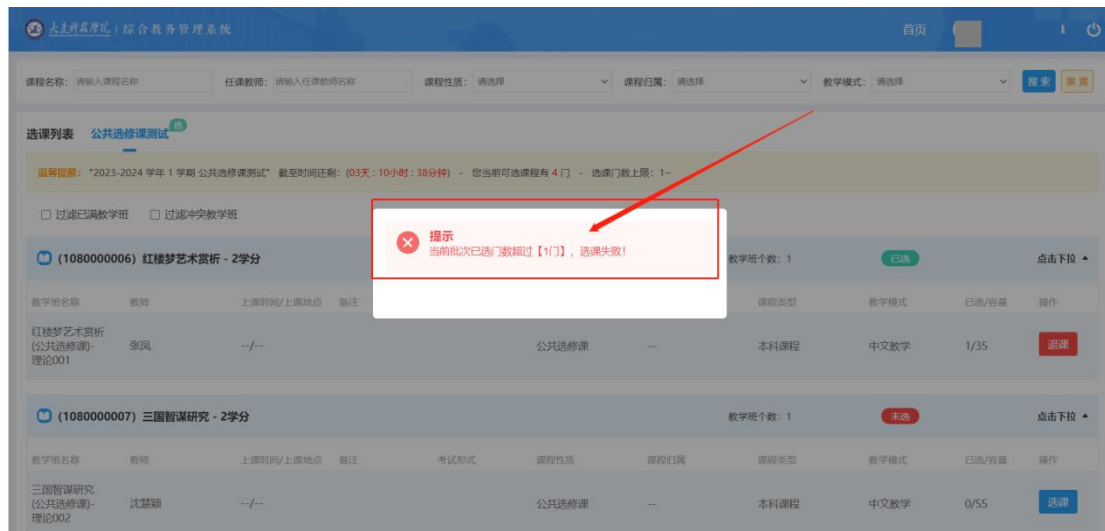 综合教务管理系统
首页
课程名称: 请输入课程名称 任课教师: 请输入任课教师名称 课程性质: 请选择 课程归属: 请选择 教学模式: 请选择 搜索 重置
选课列表 公共选修课测试 选
温馨提醒: "2023-2024 学年 1 学期 公共选修课测试" 截至时间还剩: (03天 : 10小时 : 38分钟) - 您当前可选课程有 4 门 - 选课门数上限: 1~
过滤已满教学班 过滤冲突教学班
提示
当前批次已选门数超过【1门】, 选课失败!
(1080000006) 红楼梦艺术赏析 - 2学分 教学班个数: 1 已选 点击下拉
教学班名称 教师 上课时间/上课地点 备注 课程类型 教学模式 已选/容量 操作
红楼梦艺术赏析
(公共选修课)- 张凤 --/-- 公共选修课 -- 本科课程 中文教学 1/35 退课
理论001
(1080000007) 三国智谋研究 - 2学分 教学班个数: 1 未选 点击下拉
教学班名称 教师 上课时间/上课地点 备注 考试形式 课程性质 课程归属 课程类型 教学模式 已选/容量 操作
三国智谋研究
(公共选修课)- 沈慧颖 --/-- 公共选修课 -- 本科课程 中文教学 0/55 选课
理论002